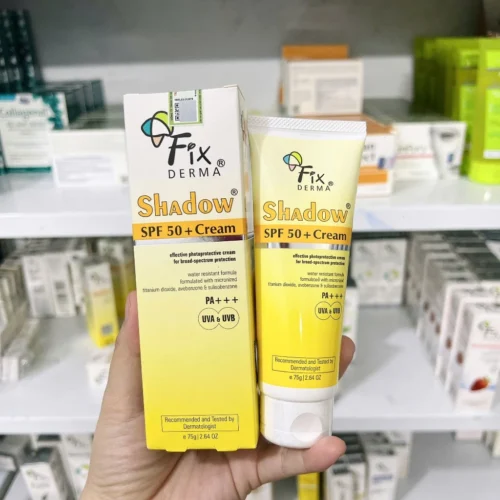 Fix
DERMA®
SHADOW®
SPF 50 + Cream
effective photoprotective cream
for broad-spectrum protection
water resistant formula
formulated with micronized
titanium dioxide, avobenzone & sulisobenzone
PA+++
UVA & UVB
Recommended and Tested by
Dermatologist
e 75g | 2.64 OZ
Fix
DERMA®
SHADOW®
SPF 50 + Cream
effective photoprotective cream
for broad-spectrum protection
water resistant formula
formulated with micronized
titanium dioxide, avobenzone & sulisobenzone
PA+++
UVA & UVB
Recommended and Tested by
Dermatologist
e 75g | 2.64 OZ